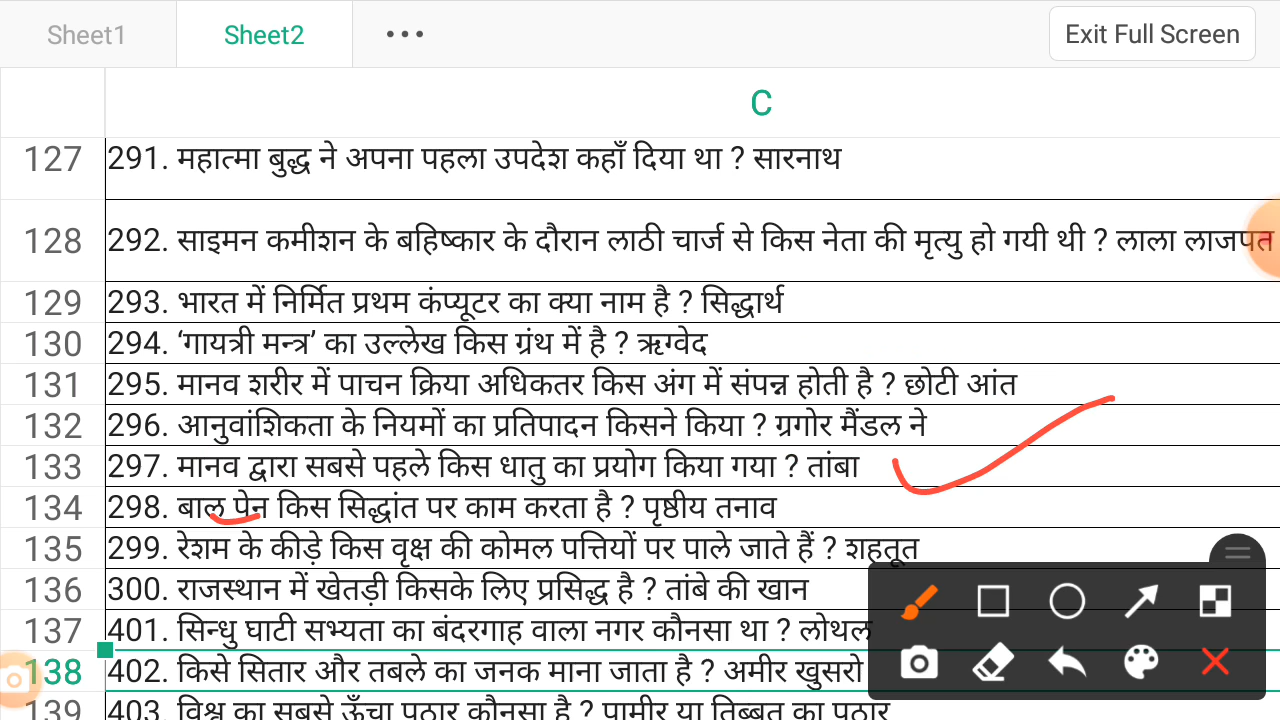 Sheet1 Sheet2 ••• Exit Full Screen
C
127 291. महात्मा बुद्ध ने अपना पहला उपदेश कहाँ दिया था ? सारनाथ
128 292. साइमन कमीशन के बहिष्कार के दौरान लाठी चार्ज से किस नेता की मृत्यु हो गयी थी ? लाला लाजपत
129 293. भारत में निर्मित प्रथम कंप्यूटर का क्या नाम है ? सिद्धार्थ
130 294. ‘गायत्री मन्त्र’ का उल्लेख किस ग्रंथ में है ? ऋग्वेद
131 295. मानव शरीर में पाचन क्रिया अधिकतर किस अंग में संपन्न होती है ? छोटी आंत
132 296. आनुवांशिकता के नियमों का प्रतिपादन किसने किया ? ग्रगोर मैंडल ने
133 297. मानव द्वारा सबसे पहले किस धातु का प्रयोग किया गया ? तांबा
134 298. बाल पेन किस सिद्धांत पर काम करता है ? पृष्ठीय तनाव
135 299. रेशम के कीड़े किस वृक्ष की कोमल पत्तियों पर पाले जाते हैं ? शहतूत
136 300. राजस्थान में खेतड़ी किसके लिए प्रसिद्ध है ? तांबे की खान
137 401. सिन्धु घाटी सभ्यता का बंदरगाह वाला नगर कौनसा था ? लोथल
138 402. किसे सितार और तबले का जनक माना जाता है ? अमीर खुसरो
139 403. विश्व का सबसे ऊँचा पठार कौनसा है ? पामीर या तिब्बत का पठार